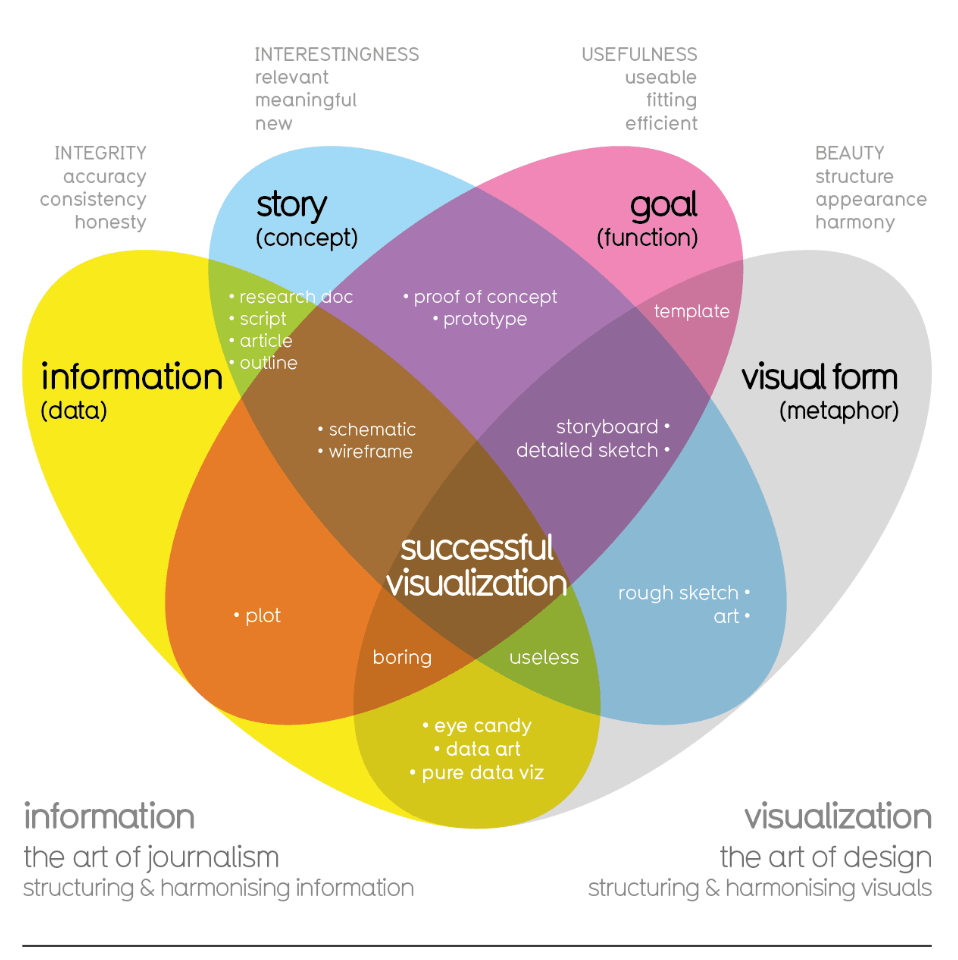 INTERESTINGNESS
relevant
meaningful
new
USEFULNESS
useable
fitting
efficient
INTEGRITY
accuracy
consistency
honesty
BEAUTY
structure
appearance
harmony
story
(concept)
goal
(function)
information
(data)
visual form
(metaphor)
• research doc
• script
• article
• outline
• proof of concept
• prototype
template
• schematic
• wireframe
storyboard •
detailed sketch •
successful
visualization
• plot
rough sketch •
art •
boring
useless
• eye candy
• data art
• pure data viz
information
the art of journalism
structuring & harmonising information
visualization
the art of design
structuring & harmonising visuals